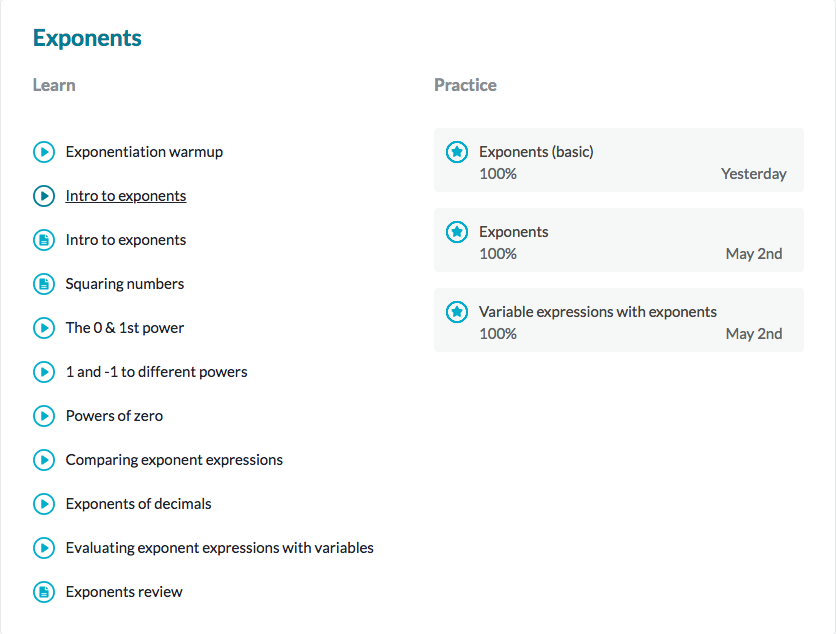 Exponents
Learn
Exponentiation warmup
Intro to exponents
Intro to exponents
Squaring numbers
The 0 & 1st power
1 and -1 to different powers
Powers of zero
Comparing exponent expressions
Exponents of decimals
Evaluating exponent expressions with variables
Exponents review
Practice
Exponents (basic)
100% Yesterday
Exponents
100% May 2nd
Variable expressions with exponents
100% May 2nd